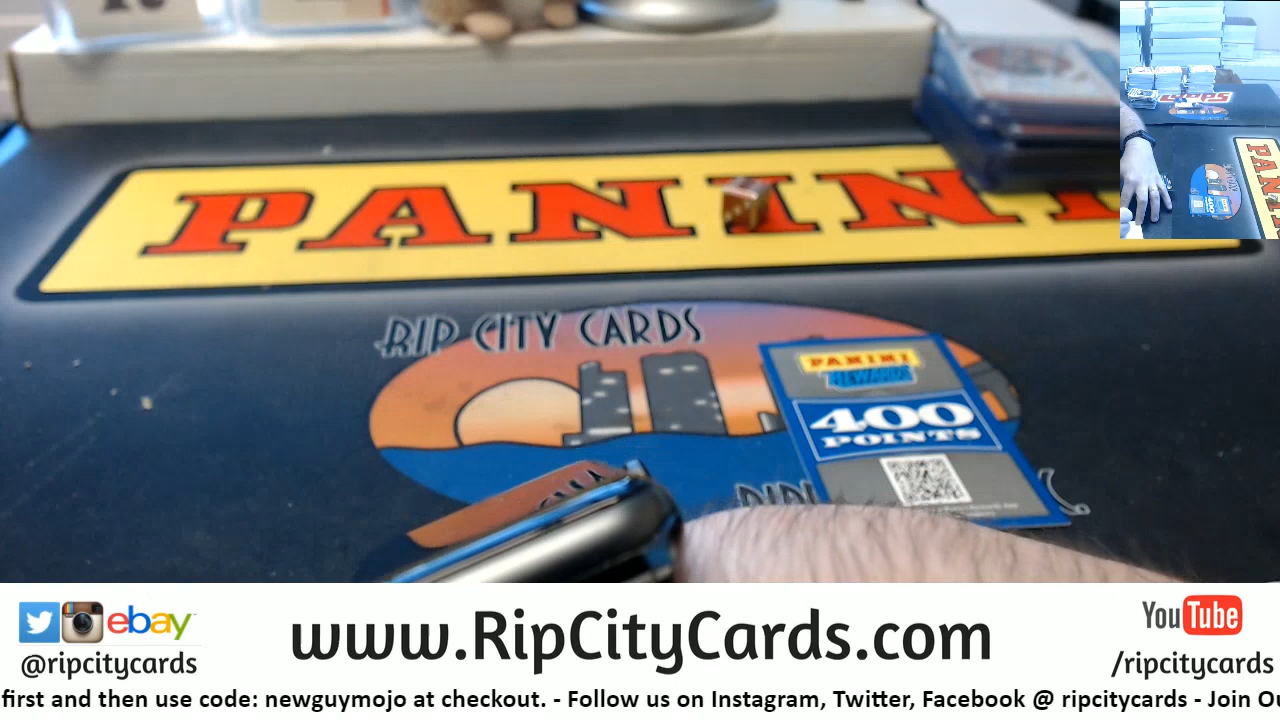 PANINI
RIP CITY CARDS
PANINI
REWARDS
400
POINTS
www.RipCityCards.com
ebay
@ripcitycards
YouTube
/ripcitycards
first and then use code: newguymojo at checkout. - Follow us on Instagram, Twitter, Facebook @ ripcitycards - Join Ou